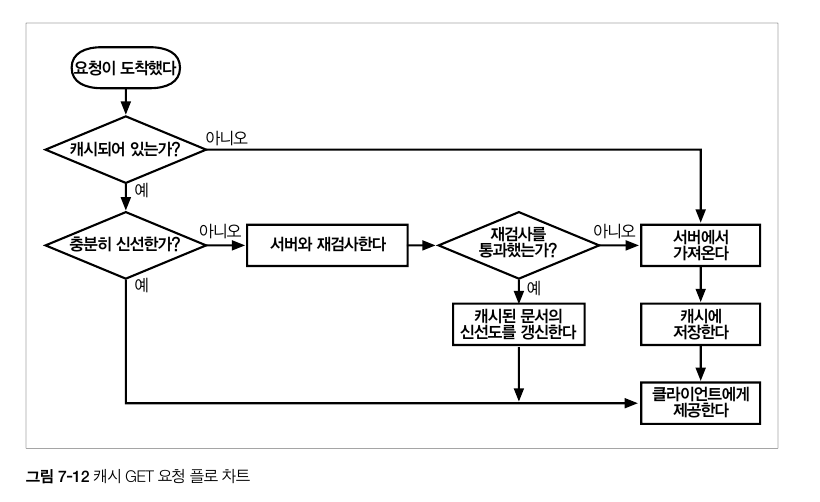 요청이 도착했다
캐시되어 있는가?
아니오
예
충분히 신선한가?
아니오
서버와 재검사한다
재검사를
통과했는가?
아니오
서버에서
가져온다
예
예
캐시된 문서의
신선도를 갱신한다
캐시에
저장한다
클라이언트에게
제공한다
그림 7-12 캐시 GET 요청 플로 차트